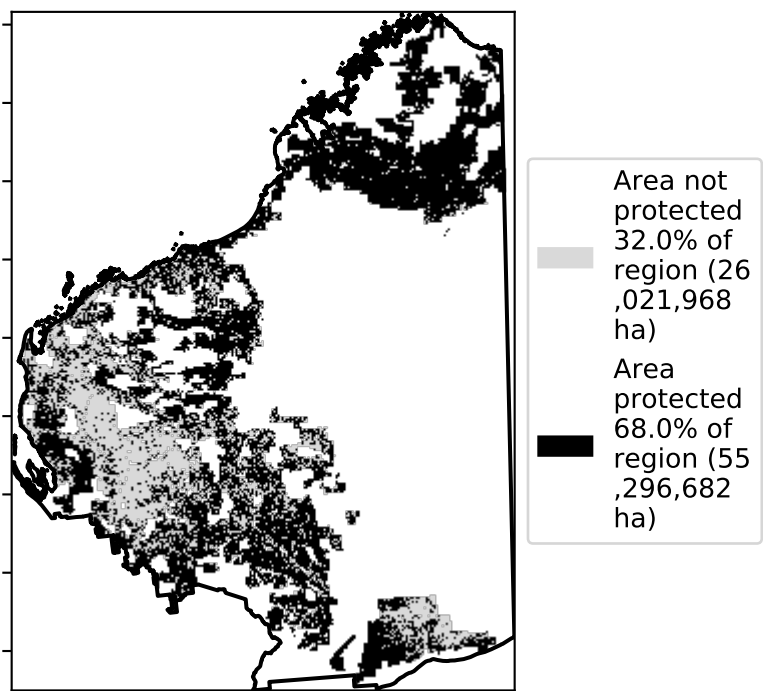 Area not
protected
32.0% of
region (26
,021,968
ha)
Area
protected
68.0% of
region (55
,296,682
ha)